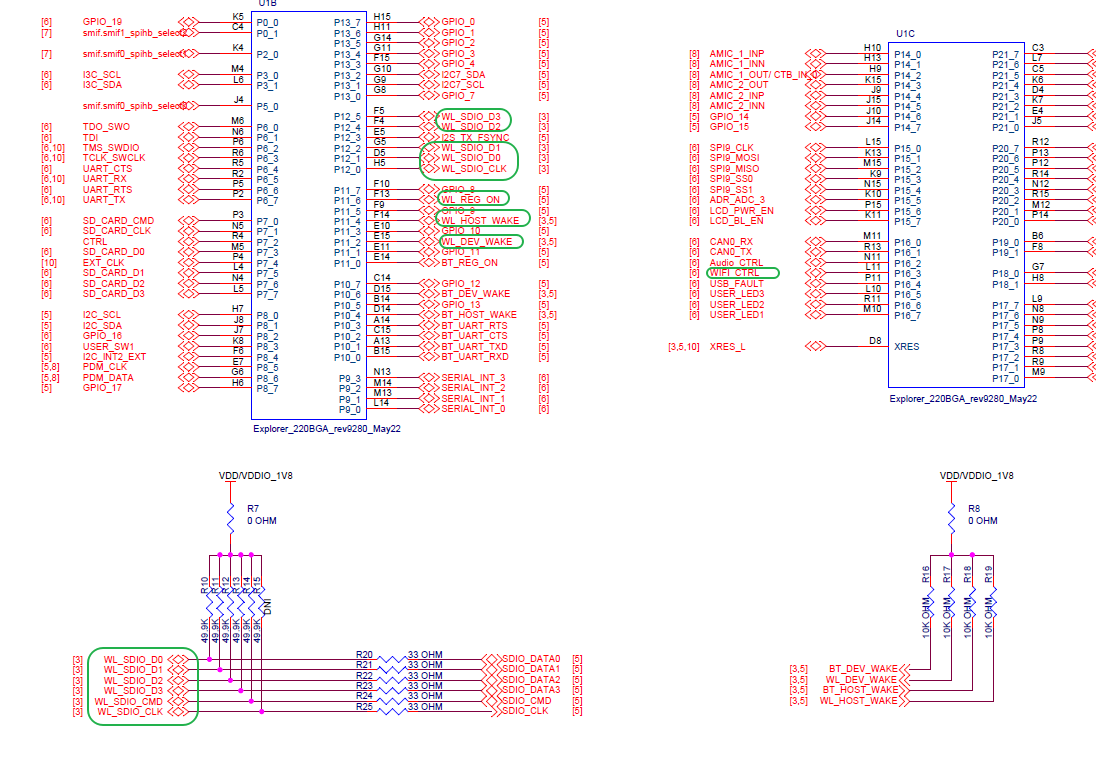 U1B
[6] GPIO_19 K5 P0_0
[7] smif.smif1_spihb_select C4 P0_1
[7] smif.smif0_spihb_select K4 P2_0
[6] I3C_SCL M4 P3_0
[6] I3C_SDA L6 P3_1
smif.smif0_spihb_select J4 P5_0
[6] TDO_SWO M6 P6_0
[6] TDI N6 P6_1
[6,10] TMS_SWDIO P6 P6_2
[6,10] TCLK_SWCLK R6 P6_3
[6] UART_CTS R5 P6_4
[6,10] UART_RX R2 P6_5
[6] UART_RTS P5 P6_6
[6,10] UART_TX P2 P6_7
[6] SD_CARD_CMD P3 P7_0
[6] SD_CARD_CLK N5 P7_1
CTRL R4 P7_2
[6] SD_CARD_D0 M5 P7_3
[10] EXT_CLK P4 P7_4
[6] SD_CARD_D1 L4 P7_5
[6] SD_CARD_D2 N4 P7_6
[6] SD_CARD_D3 L5 P7_7
[5] I2C_SCL H7 P8_0
[5] I2C_SDA J8 P8_1
[6] GPIO_16 J7 P8_2
[6] USER_SW1 K8 P8_3
[5] I2C_INT2_EXT F6 P8_4
[5,8] PDM_CLK E7 P8_5
[5,8] PDM_DATA G6 P8_6
[5] GPIO_17 H6 P8_7
P13_7 H15 GPIO_0 [5]
P13_6 H11 GPIO_1 [5]
P13_5 G14 GPIO_2 [5]
P13_4 G11 GPIO_3 [5]
P13_3 F15 GPIO_4 [5]
P13_2 G10 I2C7_SDA [5]
P13_1 G9 I2C7_SCL [5]
P13_0 G8 GPIO_7 [5]
P12_5 F5 WL_SDIO_D3 [3]
P12_4 F4 WL_SDIO_D2 [3]
P12_3 E5 I2S_TX_FSYNC [5]
P12_2 G5 WL_SDIO_D1 [3]
P12_1 D5 WL_SDIO_D0 [3]
P12_0 H5 WL_SDIO_CLK [3]
P11_7 F10 GPIO_8 [5]
P11_6 F13 WL_REG_ON [5]
P11_5 F9 GPIO_9 [5]
P11_4 F14 WL_HOST_WAKE [3,5]
P11_3 E10 GPIO_10 [5]
P11_2 E15 WL_DEV_WAKE [3,5]
P11_1 E11 GPIO_11 [5]
P11_0 E14 BT_REG_ON [5]
P10_7 C14 GPIO_12 [5]
P10_6 D15 BT_DEV_WAKE [3,5]
P10_5 B14 GPIO_13 [5]
P10_4 D14 BT_HOST_WAKE [3,5]
P10_3 A14 BT_UART_RTS [5]
P10_2 C15 BT_UART_CTS [5]
P10_1 A13 BT_UART_TXD [5]
P10_0 B15 BT_UART_RXD [5]
P9_3 N13 SERIAL_INT_3 [6]
P9_2 M14 SERIAL_INT_2 [6]
P9_1 M13 SERIAL_INT_1 [6]
P9_0 L14 SERIAL_INT_0 [6]
Explorer_220BGA_rev9280_May22
U1C
[8] AMIC_1_INP H10 P14_0
[8] AMIC_1_INN H13 P14_1
[8] AMIC_1_OUT/ CTB_IN_0 H9 P14_2
[8] AMIC_2_OUT K15 P14_3
[8] AMIC_2_INP J9 P14_4
[8] AMIC_2_INN J15 P14_5
[5] GPIO_14 J10 P14_6
[5] GPIO_15 J14 P14_7
[6] SPI9_CLK L15 P15_0
[6] SPI9_MOSI K13 P15_1
[6] SPI9_MISO M15 P15_2
[6] SPI9_SS0 K9 P15_3
[6] SPI9_SS1 N15 P15_4
[6] ADR_ADC_3 K10 P15_5
[6] LCD_PWR_EN P15 P15_6
[6] LCD_BL_EN K11 P15_7
[6] CAN0_RX M11 P16_0
[6] CAN0_TX R13 P16_1
[6] Audio_CTRL N11 P16_2
[6] WIFI_CTRL L11 P16_3
[6] USB_FAULT P11 P16_4
[6] USER_LED3 L10 P16_5
[6] USER_LED2 R11 P16_6
[6] USER_LED1 M10 P16_7
[3,5,10] XRES_L D8 XRES
P21_7 C3
P21_6 L7
P21_5 C5
P21_4 K6
P21_3 D4
P21_2 K7
P21_1 E4
P21_0 J5
P20_7 R12
P20_6 P13
P20_5 P12
P20_4 R14
P20_3 N12
P20_2 R15
P20_1 M12
P20_0 P14
P19_0 B6
P19_1 F8
P18_0 G7
P18_1 H8
P17_7 L9
P17_6 N8
P17_5 N9
P17_4 P8
P17_3 P9
P17_2 R8
P17_1 R9
P17_0 M9
Explorer_220BGA_rev9280_May22
VDD/VDDIO_1V8
R7
0 OHM
R10 R11 R12 R13 R14 R15
DNI
49.9K 49.9K 49.9K 49.9K 49.9K 49.9K
[3] WL_SDIO_D0 R20 33 OHM SDIO_DATA0 [5]
[3] WL_SDIO_D1 R21 33 OHM SDIO_DATA1 [5]
[3] WL_SDIO_D2 R22 33 OHM SDIO_DATA2 [5]
[3] WL_SDIO_D3 R23 33 OHM SDIO_DATA3 [5]
[3] WL_SDIO_CMD R24 33 OHM SDIO_CMD [5]
[3] WL_SDIO_CLK R25 33 OHM SDIO_CLK [5]
VDD/VDDIO_1V8
R8
0 OHM
R16 R17 R18 R19
10K OHM 10K OHM 10K OHM 10K OHM
[3,5] BT_DEV_WAKE
[3,5] WL_DEV_WAKE
[3,5] BT_HOST_WAKE
[3,5] WL_HOST_WAKE